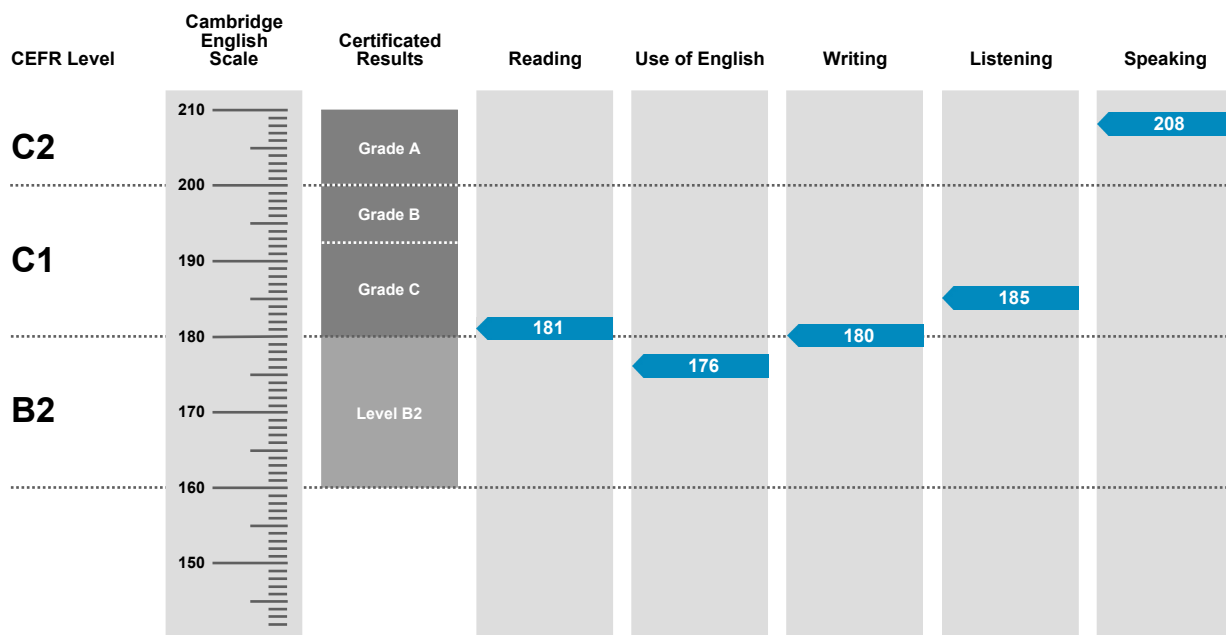 CEFR Level
Cambridge
English
Scale
Certificated
Results
Reading
Use of English
Writing
Listening
Speaking
210
208
C2
Grade A
200
Grade B
C1
190
Grade C
185
181
180
180
176
B2
170
Level B2
160
150